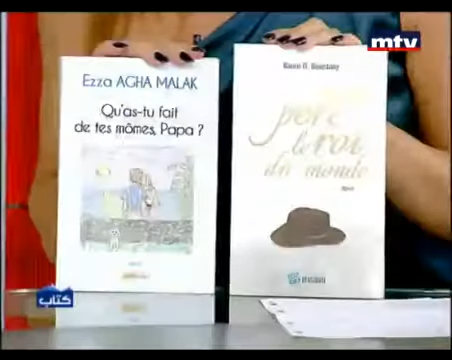 mtv
Ezza AGHA MALAK
Qu'as-tu fait
de tes mômes, Papa ?
père
le roi
du monde
كتاب